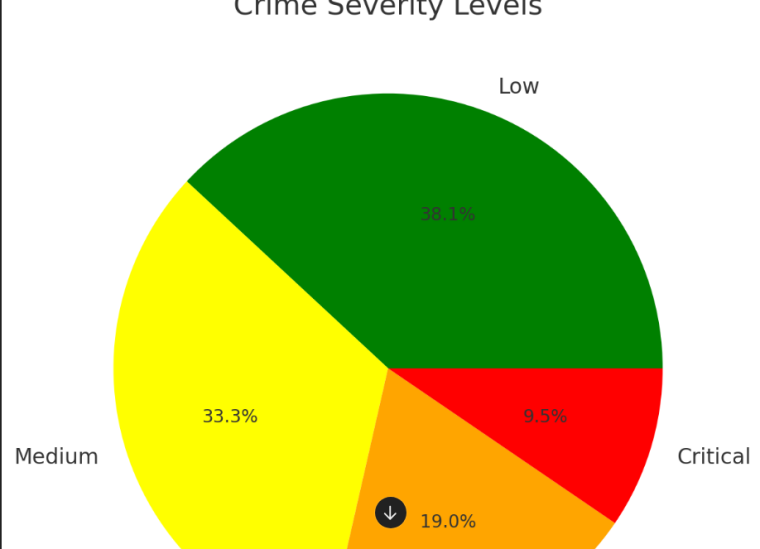 Crime Severity Levels
Low
38.1%
33.3%
9.5%
Medium
Critical
19.0%